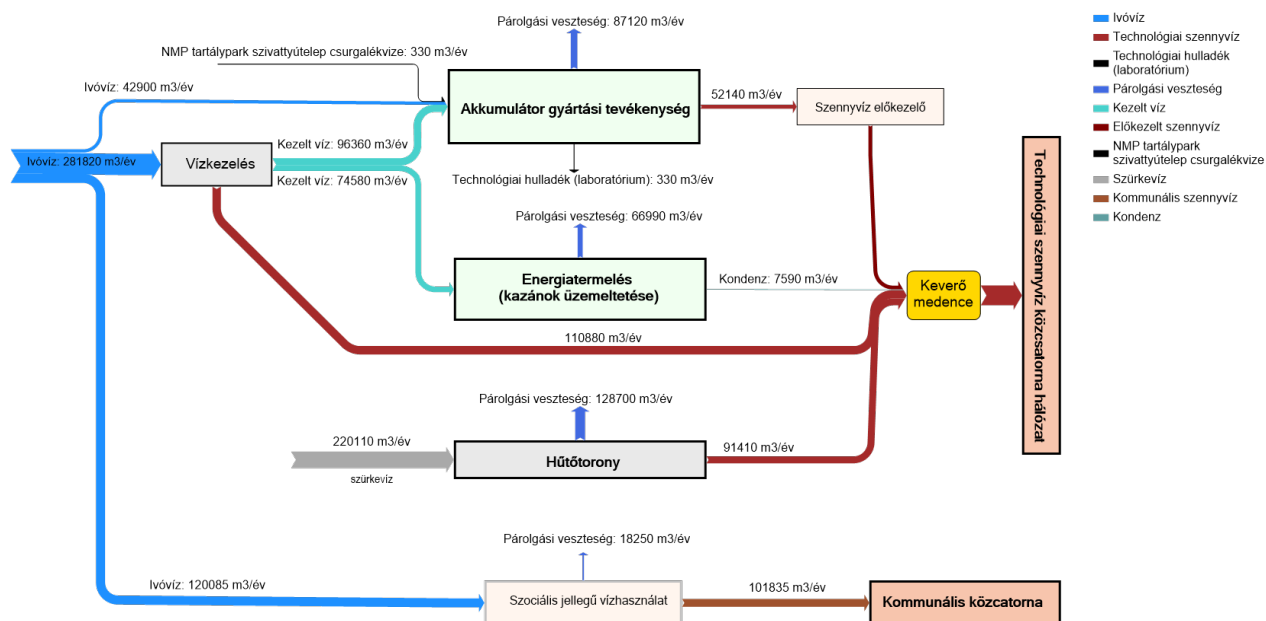 Párolgási veszteség: 87120 m3/év
NMP tartálypark szivattyútelep csurgalékvize: 330 m3/év
Ivóvíz: 42900 m3/év
Akkumulátor gyártási tevékenység
52140 m3/év
Szennyvíz előkezelő
Ivóvíz: 281820 m3/év
Vízkezelés
Kezelt víz: 96360 m3/év
Kezelt víz: 74580 m3/év
Technológiai hulladék (laboratórium): 330 m3/év
Párolgási veszteség: 66990 m3/év
Energiatermelés
(kazánok üzemeltetése)
Kondenz: 7590 m3/év
Keverő
medence
Technológiai szennyvíz közcsatorna hálózat
110880 m3/év
Párolgási veszteség: 128700 m3/év
220110 m3/év
szürkevíz
Hűtőtorony
91410 m3/év
Párolgási veszteség: 18250 m3/év
Ivóvíz: 120085 m3/év
Szociális jellegű vízhasználat
101835 m3/év
Kommunális közcatorna
Ivóvíz
Technológiai szennyvíz
Technológiai hulladék
(laboratórium)
Párolgási veszteség
Kezelt víz
Előkezelt szennyvíz
NMP tartálypark
szivattyútelep csurgalékvize
Szürkevíz
Kommunális szennyvíz
Kondenz